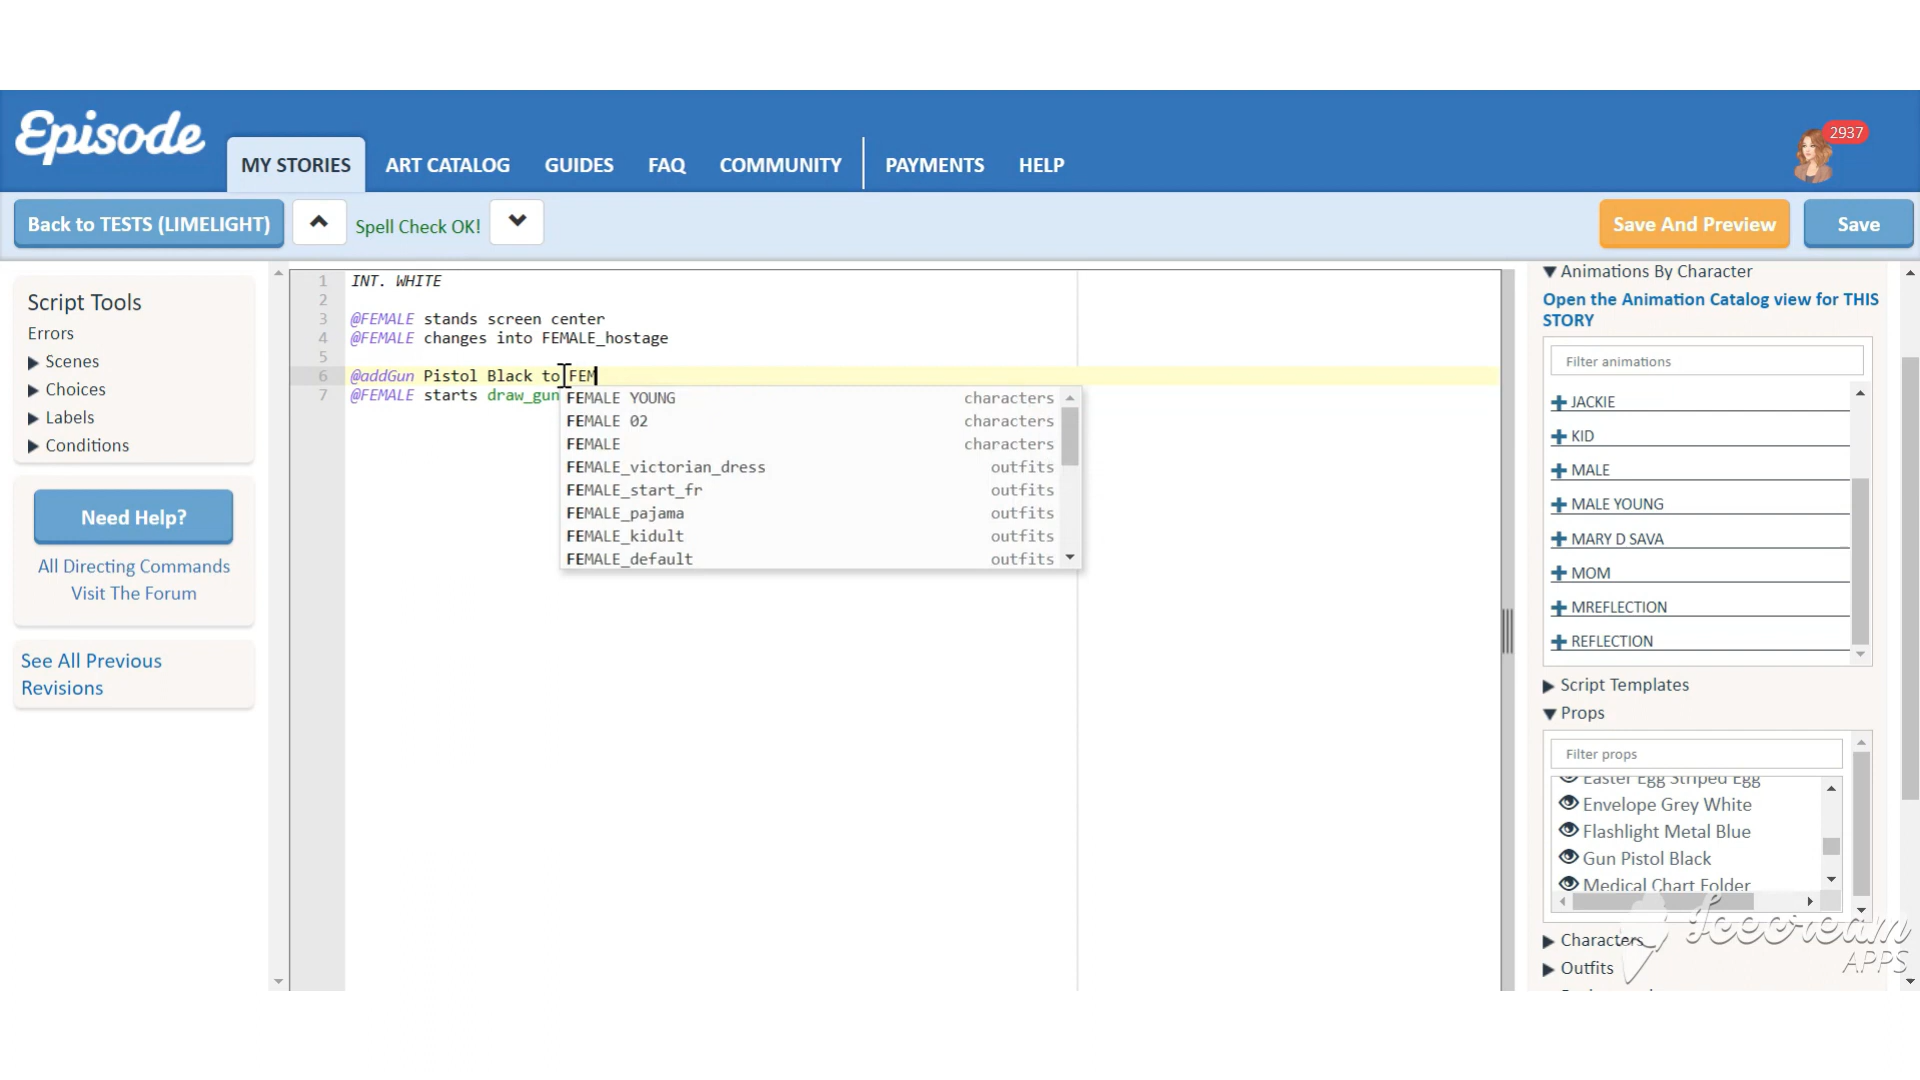 Episode
MY STORIES
ART CATALOG
GUIDES
FAQ
COMMUNITY
PAYMENTS
HELP
2937
Back to TESTS (LIMELIGHT)
Spell Check OK!
Save And Preview
Save
Script Tools
Errors
Scenes
Choices
Labels
Conditions
Need Help?
All Directing Commands
Visit The Forum
See All Previous
Revisions
1 INT. WHITE
2
3 @FEMALE stands screen center
4 @FEMALE changes into FEMALE_hostage
5
6 @addGun Pistol Black to FEM
7 @FEMALE starts draw_gun
FEMALE YOUNG characters
FEMALE 02 characters
FEMALE characters
FEMALE_victorian_dress outfits
FEMALE_start_fr outfits
FEMALE_pajama outfits
FEMALE_kidult outfits
FEMALE_default outfits
Animations By Character
Open the Animation Catalog view for THIS
STORY
Filter animations
JACKIE
KID
MALE
MALE YOUNG
MARY D SAVA
MOM
MREFLECTION
REFLECTION
Script Templates
Props
Filter props
Easter Egg Striped Egg
Envelope Grey White
Flashlight Metal Blue
Gun Pistol Black
Medical Chart Folder
Characters
Outfits
Icecream
APPS